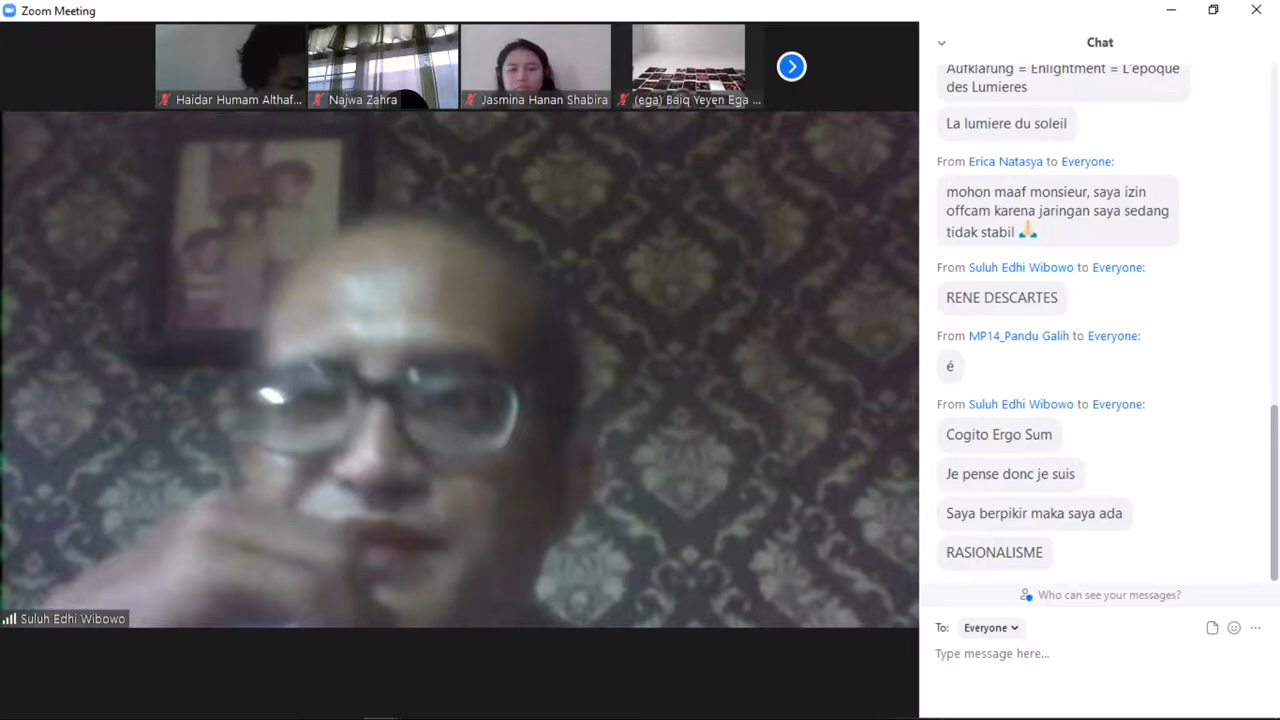 Zoom Meeting
Haidar Humam Althaf...
Najwa Zahra
Jasmina Hanan Shabira
(ega) Baiq Yeyen Ega ...
Suluh Edhi Wibowo
Chat
Aufklarung = Enlightment = L'epoque
des Lumieres
La lumiere du soleil
From Erica Natasya to Everyone:
mohon maaf monsieur, saya izin
offcam karena jaringan saya sedang
tidak stabil 🙏
From Suluh Edhi Wibowo to Everyone:
RENE DESCARTES
From MP14_Pandu Galih to Everyone:
é
From Suluh Edhi Wibowo to Everyone:
Cogito Ergo Sum
Je pense donc je suis
Saya berpikir maka saya ada
RASIONALISME
Who can see your messages?
To: Everyone
Type message here...